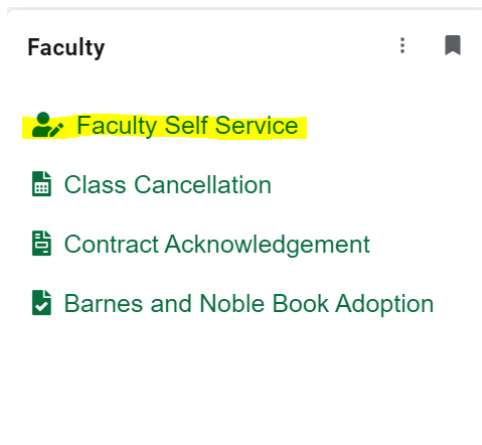 Faculty
Faculty Self Service
Class Cancellation
Contract Acknowledgement
Barnes and Noble Book Adoption